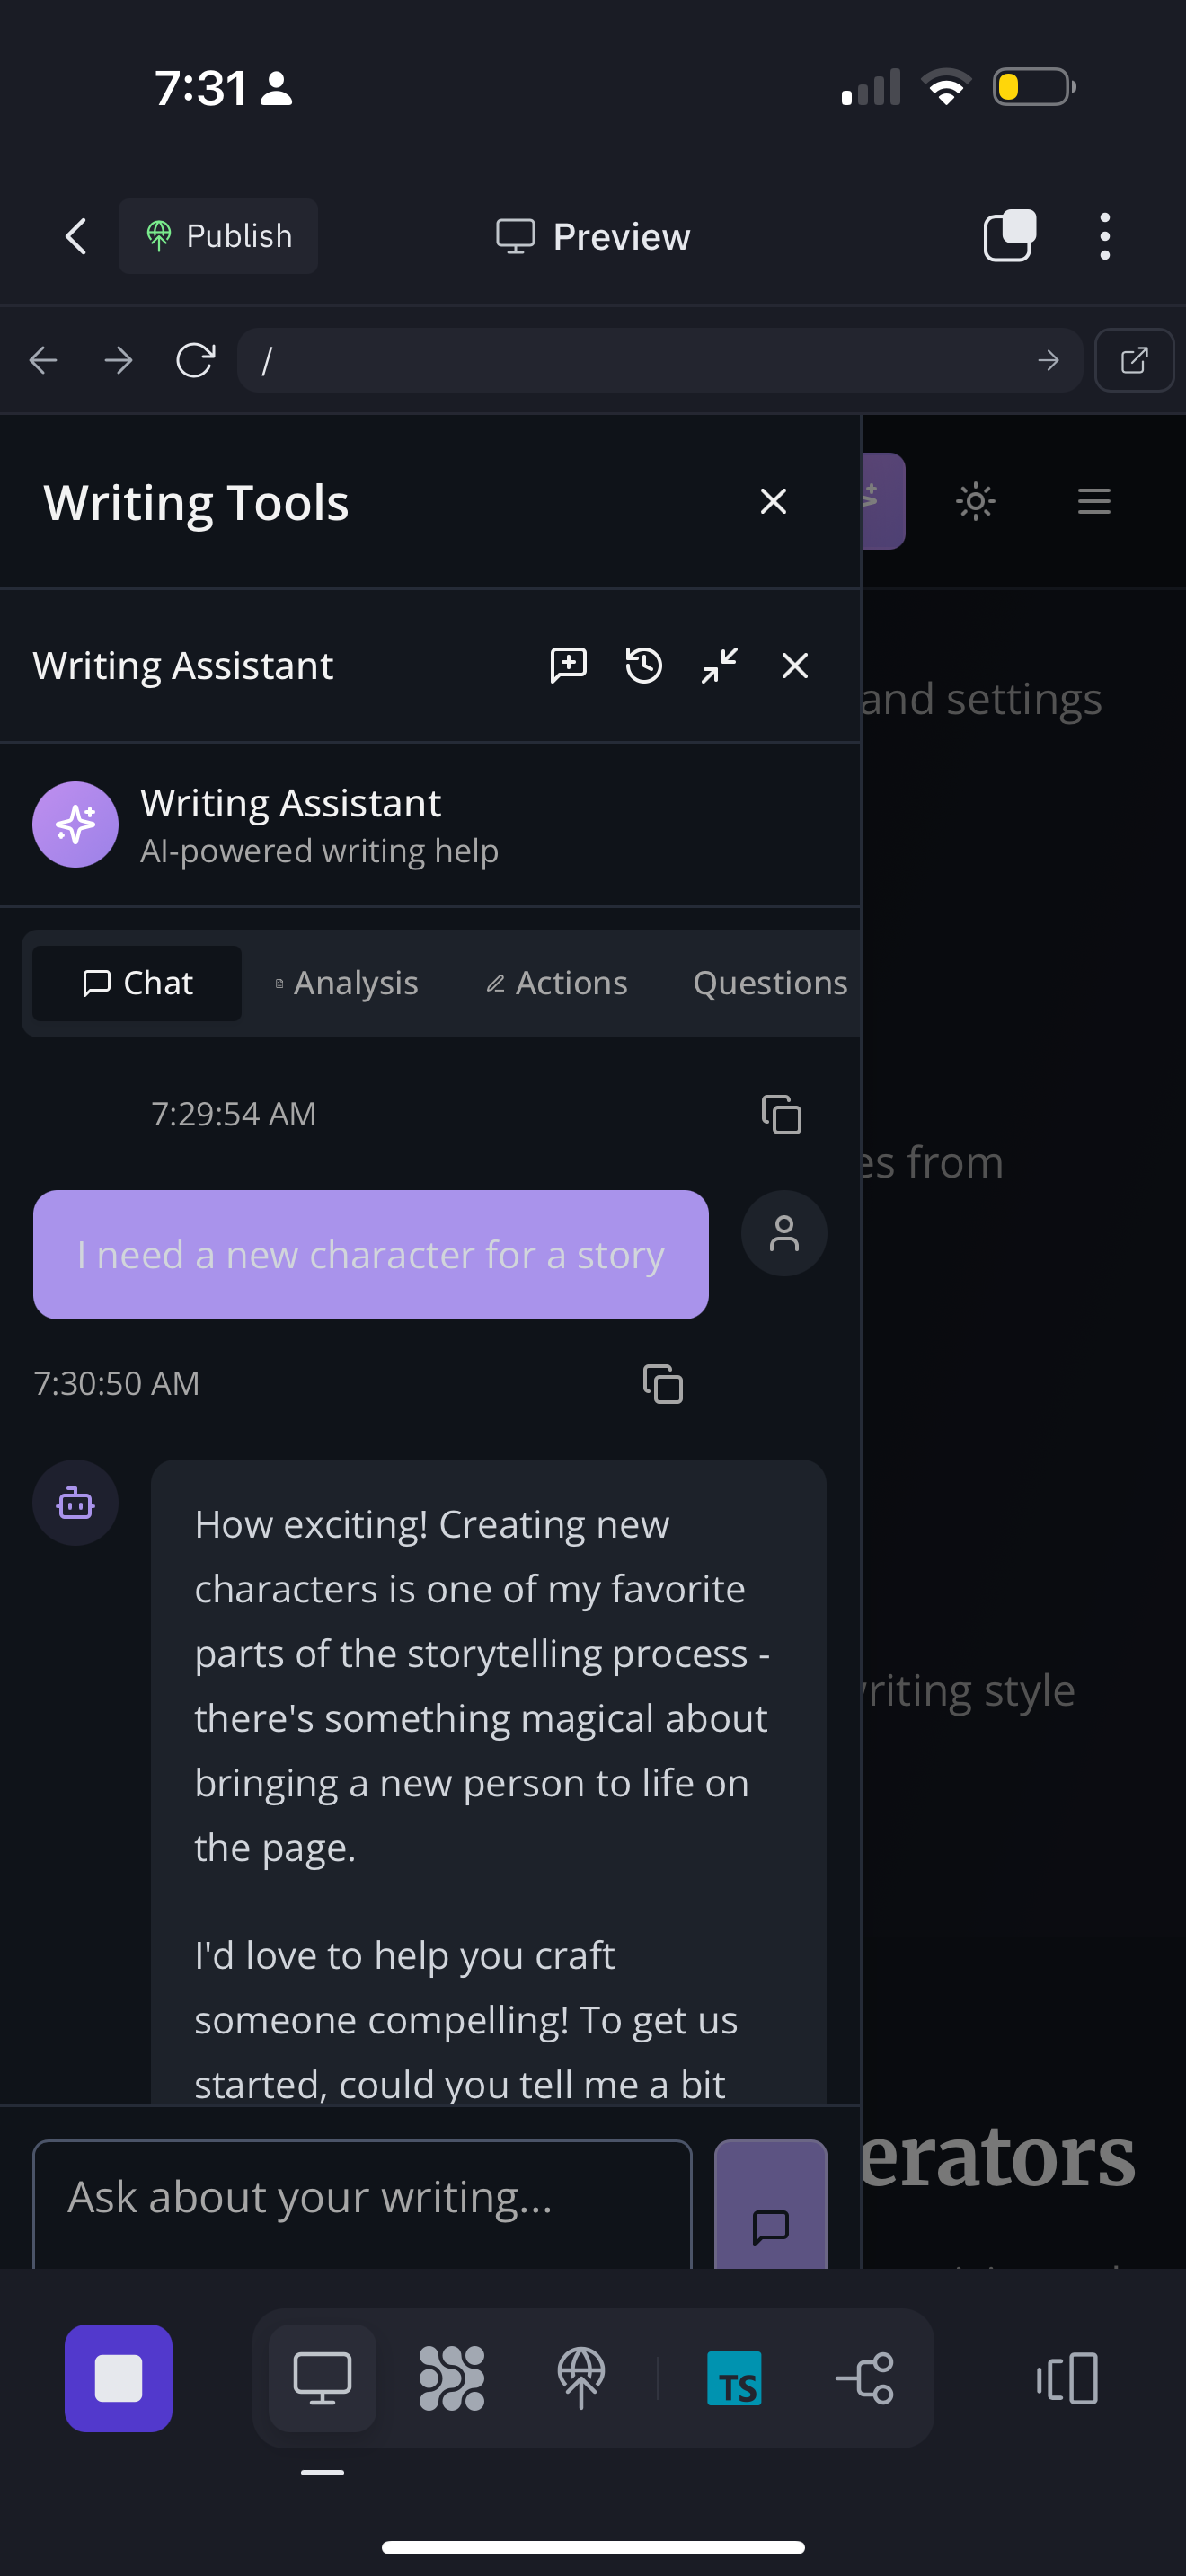 7:31
Publish
Preview
/
Writing Tools
Writing Assistant
and settings
Writing Assistant
AI-powered writing help
Chat Analysis Actions Questions
7:29:54 AM
es from
I need a new character for a story
7:30:50 AM
How exciting! Creating new
characters is one of my favorite
parts of the storytelling process -
there's something magical about
bringing a new person to life on
the page.
riting style
I'd love to help you craft
someone compelling! To get us
started, could you tell me a bit
erators
Ask about your writing...
TS